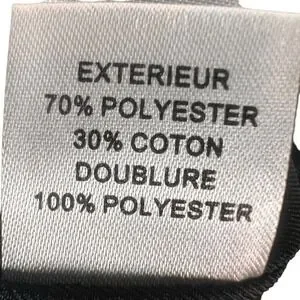 EXTERIEUR
70% POLYESTER
30% COTON
DOUBLURE
100% POLYESTER